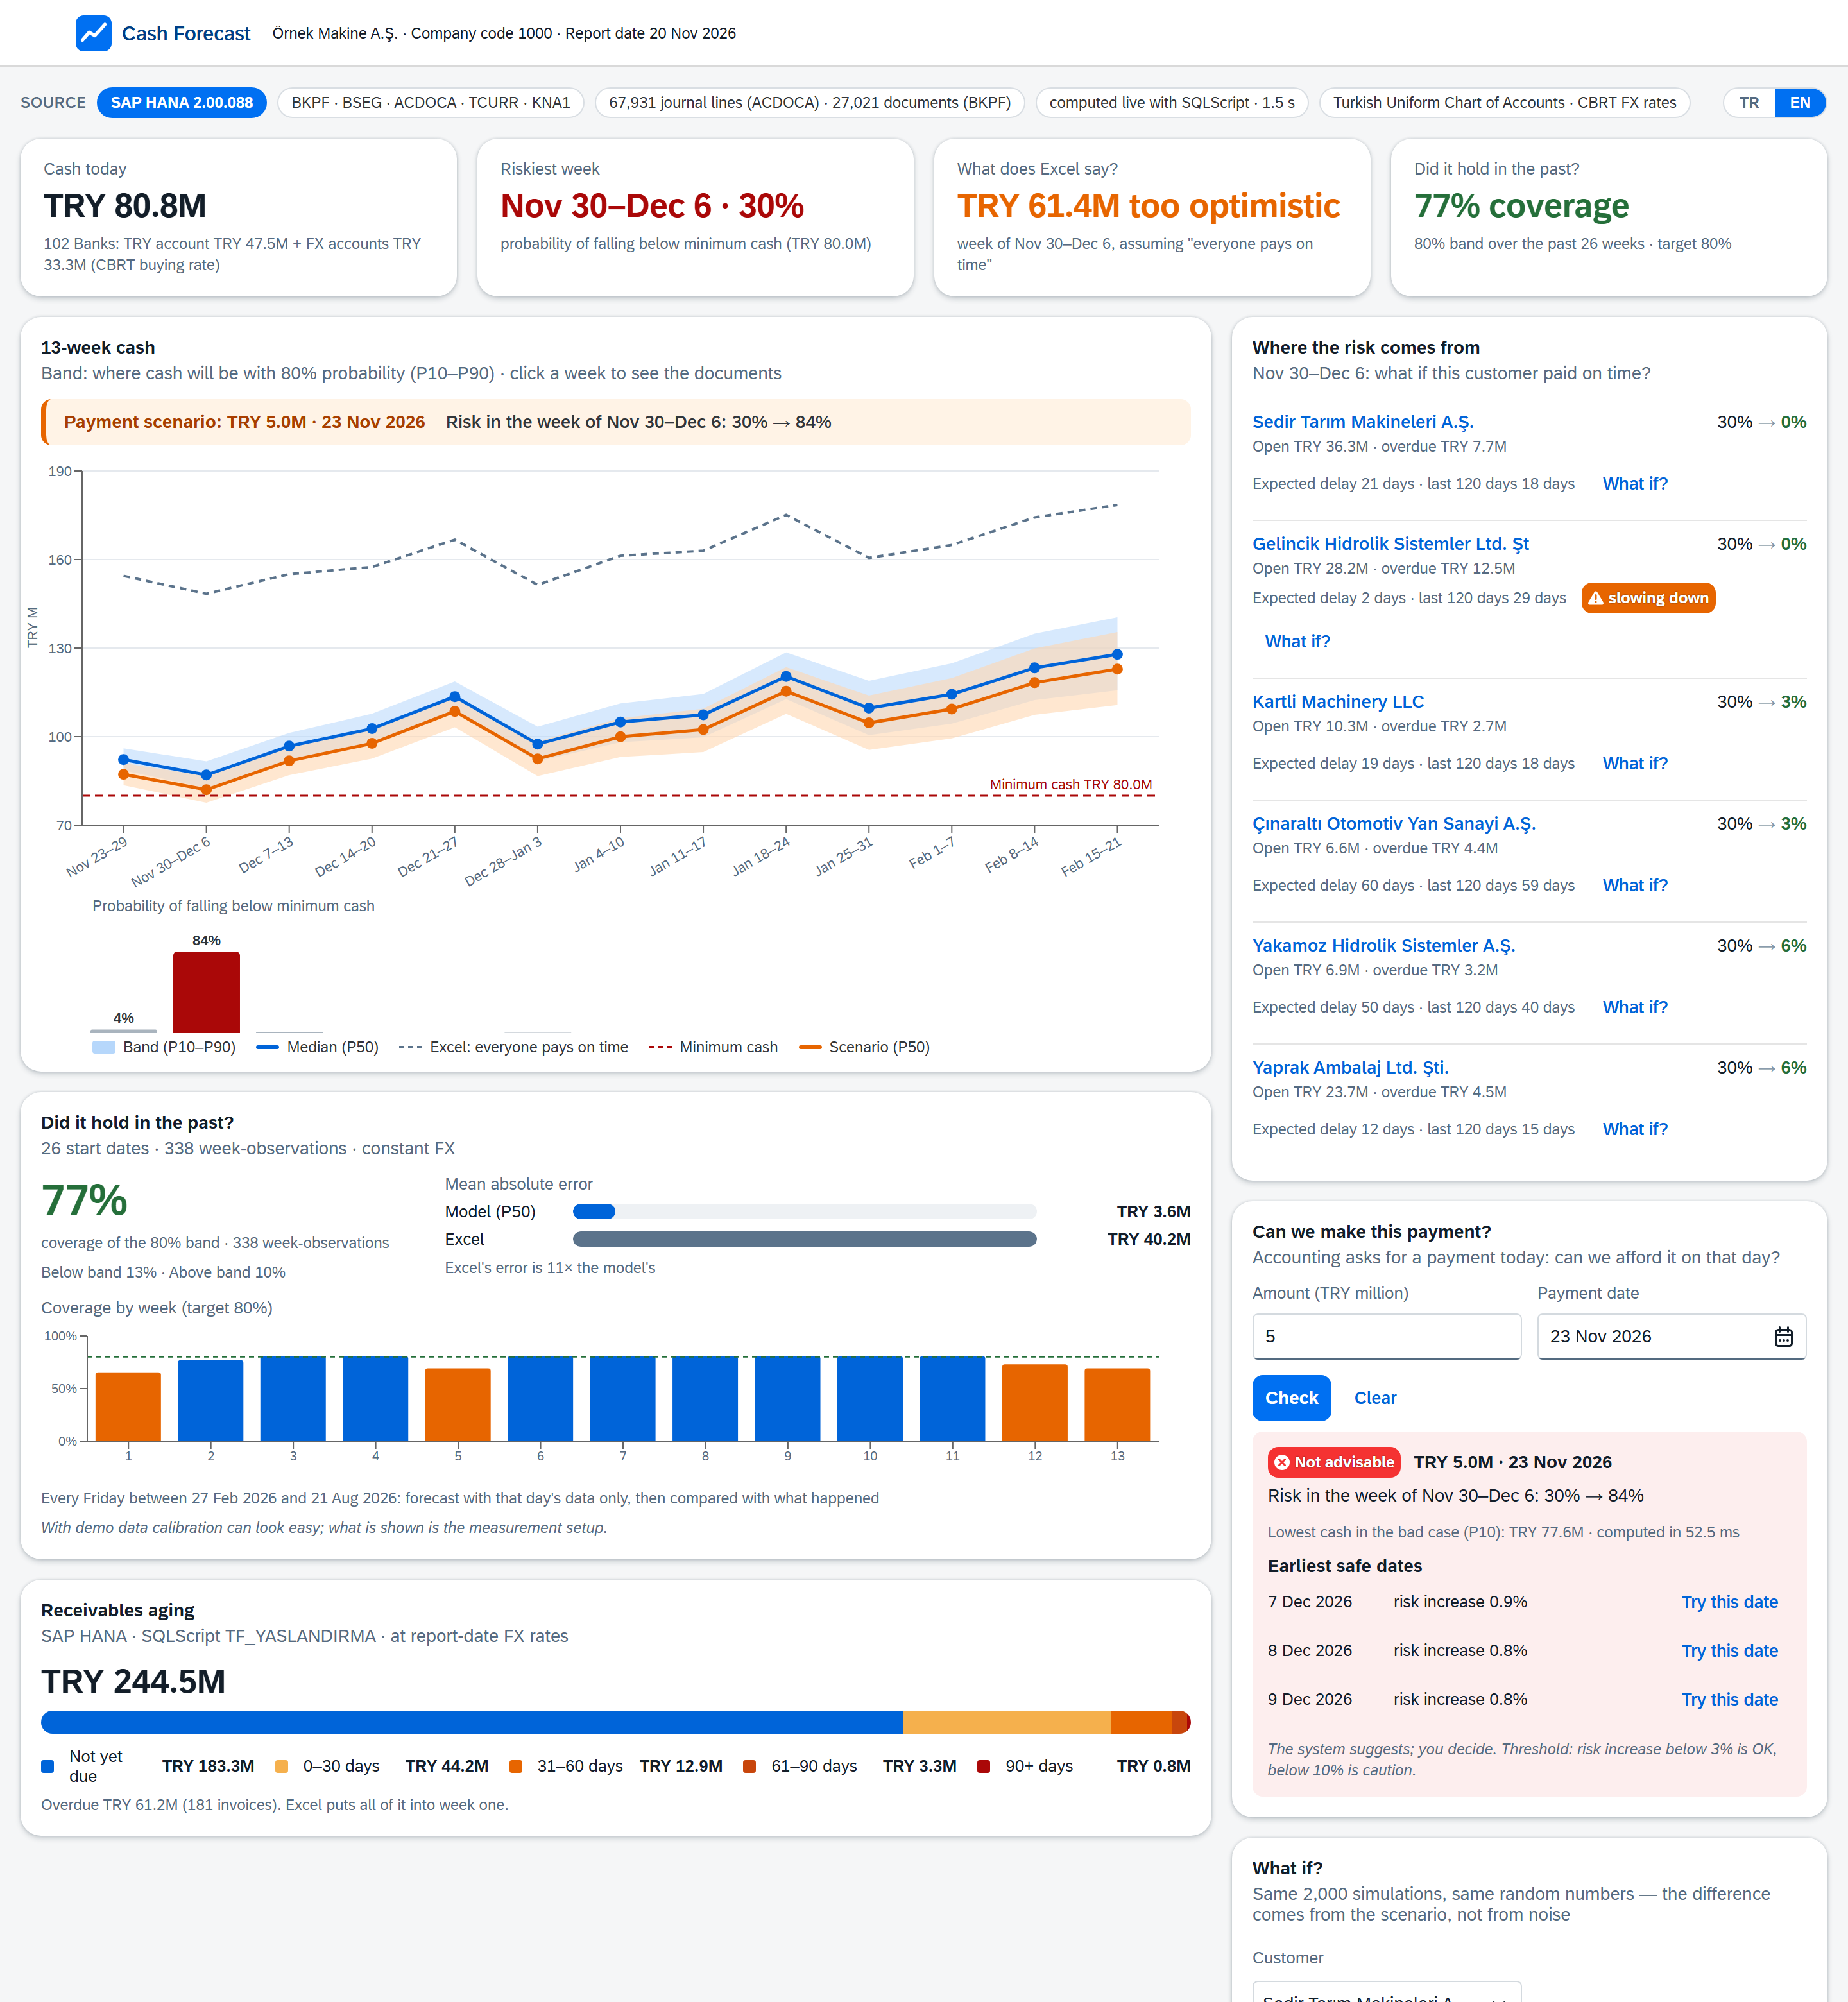 Cash Forecast
Örnek Makine A.Ş. · Company code 1000 · Report date 20 Nov 2026
SOURCE
SAP HANA 2.00.088
BKPF · BSEG · ACDOCA · TCURR · KNA1
67,931 journal lines (ACDOCA) · 27,021 documents (BKPF)
computed live with SQLScript · 1.5 s
Turkish Uniform Chart of Accounts · CBRT FX rates
TR
EN
Cash today
TRY 80.8M
102 Banks: TRY account TRY 47.5M + FX accounts TRY
33.3M (CBRT buying rate)
Riskiest week
Nov 30–Dec 6 · 30%
probability of falling below minimum cash (TRY 80.0M)
What does Excel say?
TRY 61.4M too optimistic
week of Nov 30–Dec 6, assuming "everyone pays on
time"
Did it hold in the past?
77% coverage
80% band over the past 26 weeks · target 80%
13-week cash
Band: where cash will be with 80% probability (P10–P90) · click a week to see the documents
Payment scenario: TRY 5.0M · 23 Nov 2026 Risk in the week of Nov 30–Dec 6: 30% → 84%
TRY M
190
160
130
100
70
Minimum cash TRY 80.0M
Nov 23–29
Nov 30–Dec 6
Dec 7–13
Dec 14–20
Dec 21–27
Dec 28–Jan 3
Jan 4–10
Jan 11–17
Jan 18–24
Jan 25–31
Feb 1–7
Feb 8–14
Feb 15–21
Probability of falling below minimum cash
4%
84%
Band (P10–P90)
Median (P50)
Excel: everyone pays on time
Minimum cash
Scenario (P50)
Did it hold in the past?
26 start dates · 338 week-observations · constant FX
77%
coverage of the 80% band · 338 week-observations
Below band 13% · Above band 10%
Mean absolute error
Model (P50) TRY 3.6M
Excel TRY 40.2M
Excel's error is 11× the model's
Coverage by week (target 80%)
100%
50%
0%
1 2 3 4 5 6 7 8 9 10 11 12 13
Every Friday between 27 Feb 2026 and 21 Aug 2026: forecast with that day's data only, then compared with what happened
With demo data calibration can look easy; what is shown is the measurement setup.
Receivables aging
SAP HANA · SQLScript TF_YASLANDIRMA · at report-date FX rates
TRY 244.5M
Not yet
due
TRY 183.3M
0–30 days TRY 44.2M
31–60 days TRY 12.9M
61–90 days TRY 3.3M
90+ days TRY 0.8M
Overdue TRY 61.2M (181 invoices). Excel puts all of it into week one.
Where the risk comes from
Nov 30–Dec 6: what if this customer paid on time?
Sedir Tarım Makineleri A.Ş. 30% → 0%
Open TRY 36.3M · overdue TRY 7.7M
Expected delay 21 days · last 120 days 18 days What if?
Gelincik Hidrolik Sistemler Ltd. Şt 30% → 0%
Open TRY 28.2M · overdue TRY 12.5M
Expected delay 2 days · last 120 days 29 days slowing down
What if?
Kartli Machinery LLC 30% → 3%
Open TRY 10.3M · overdue TRY 2.7M
Expected delay 19 days · last 120 days 18 days What if?
Çınaraltı Otomotiv Yan Sanayi A.Ş. 30% → 3%
Open TRY 6.6M · overdue TRY 4.4M
Expected delay 60 days · last 120 days 59 days What if?
Yakamoz Hidrolik Sistemler A.Ş. 30% → 6%
Open TRY 6.9M · overdue TRY 3.2M
Expected delay 50 days · last 120 days 40 days What if?
Yaprak Ambalaj Ltd. Şti. 30% → 6%
Open TRY 23.7M · overdue TRY 4.5M
Expected delay 12 days · last 120 days 15 days What if?
Can we make this payment?
Accounting asks for a payment today: can we afford it on that day?
Amount (TRY million) Payment date
5 23 Nov 2026
Check Clear
Not advisable TRY 5.0M · 23 Nov 2026
Risk in the week of Nov 30–Dec 6: 30% → 84%
Lowest cash in the bad case (P10): TRY 77.6M · computed in 52.5 ms
Earliest safe dates
7 Dec 2026 risk increase 0.9% Try this date
8 Dec 2026 risk increase 0.8% Try this date
9 Dec 2026 risk increase 0.8% Try this date
The system suggests; you decide. Threshold: risk increase below 3% is OK,
below 10% is caution.
What if?
Same 2,000 simulations, same random numbers — the difference
comes from the scenario, not from noise
Customer